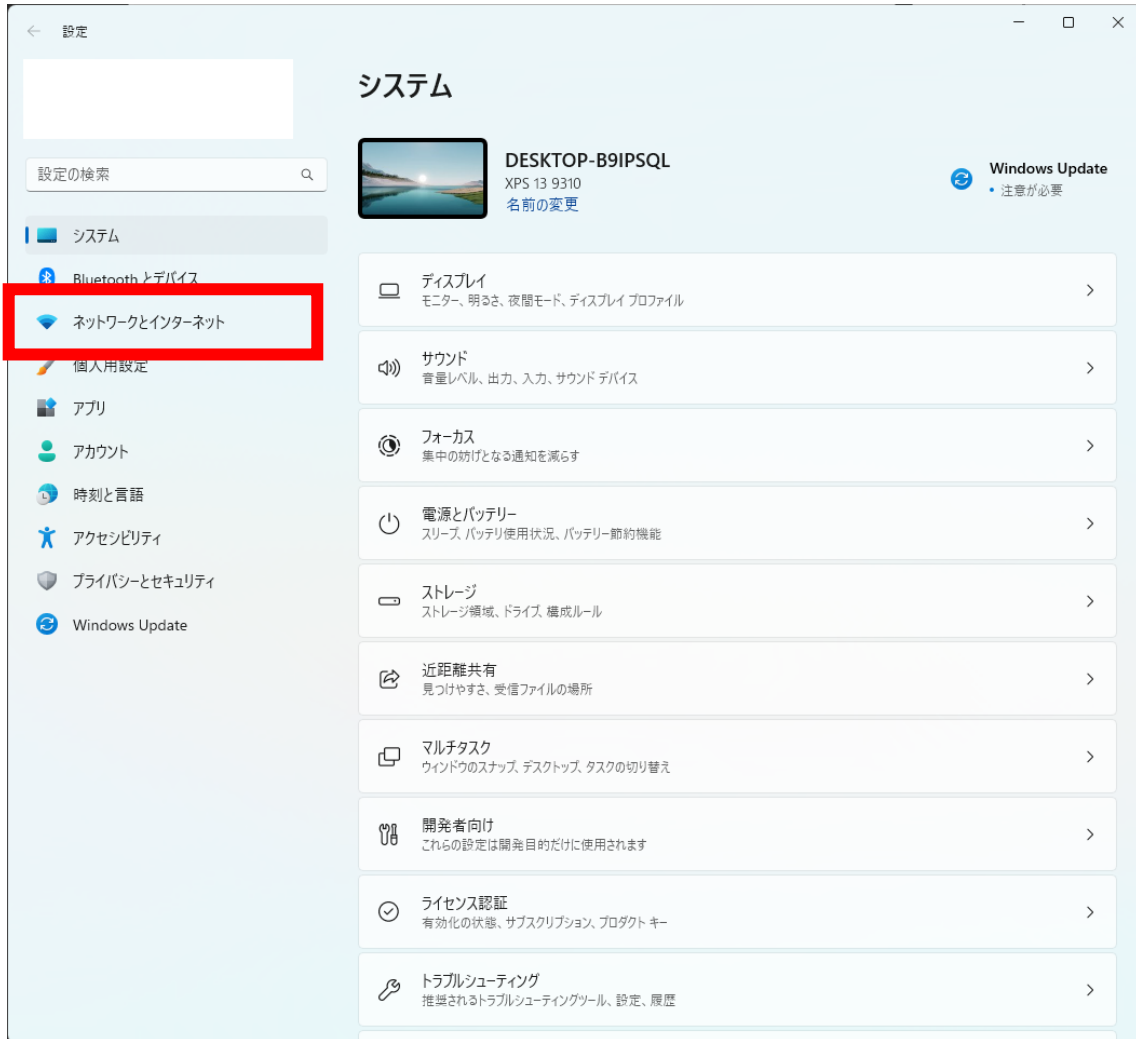 設定
システム
設定の検索
DESKTOP-B9IPSQL
XPS 13 9310
名前の変更
Windows Update
• 注意が必要
システム
Bluetooth とデバイス
ネットワークとインターネット
個人用設定
アプリ
アカウント
時刻と言語
アクセシビリティ
プライバシーとセキュリティ
Windows Update
ディスプレイ
モニター、明るさ、夜間モード、ディスプレイ プロファイル
サウンド
音量レベル、出力、入力、サウンド デバイス
フォーカス
集中の妨げとなる通知を減らす
電源とバッテリー
スリープ、バッテリ使用状況、バッテリー節約機能
ストレージ
ストレージ領域、ドライブ、構成ルール
近距離共有
見つけやすさ、受信ファイルの場所
マルチタスク
ウィンドウのスナップ、デスクトップ、タスクの切り替え
開発者向け
これらの設定は開発目的だけに使用されます
ライセンス認証
有効化の状態、サブスクリプション、プロダクト キー
トラブルシューティング
推奨されるトラブルシューティングツール、設定、履歴